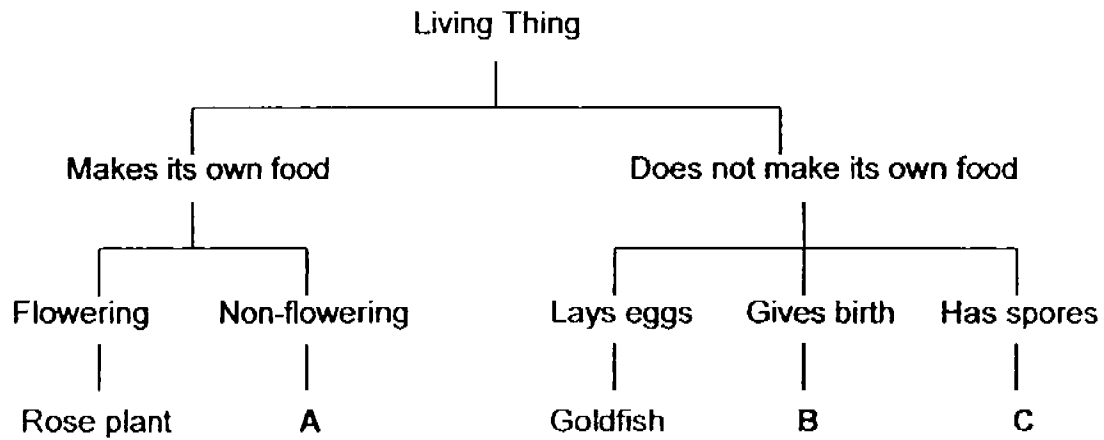 Living Thing
Makes its own food
Does not make its own food
Flowering
Non-flowering
Lays eggs
Gives birth
Has spores
Rose plant
A
Goldfish
B
C